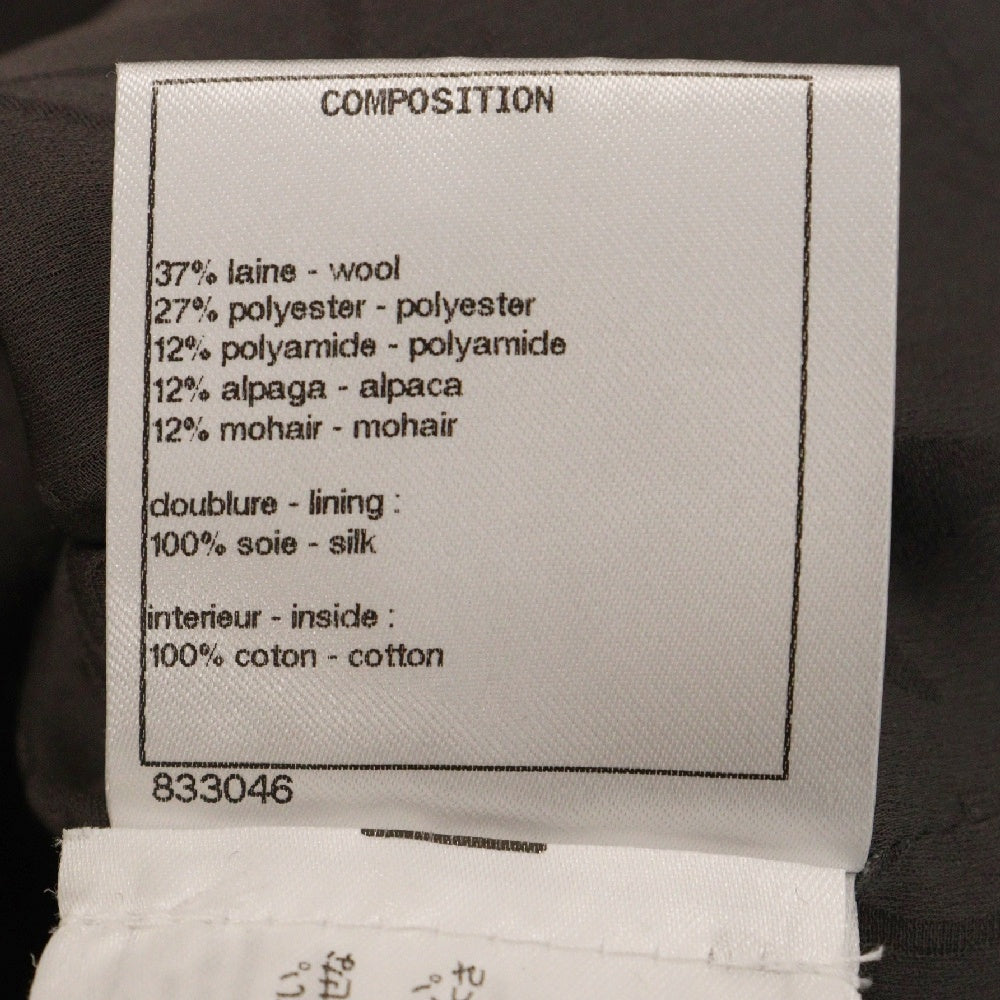 COMPOSITION
37% laine - wool
27% polyester - polyester
12% polyamide - polyamide
12% alpaga - alpaca
12% mohair - mohair
doublure - lining :
100% soie - silk
interieur - inside :
100% coton - cotton
833046